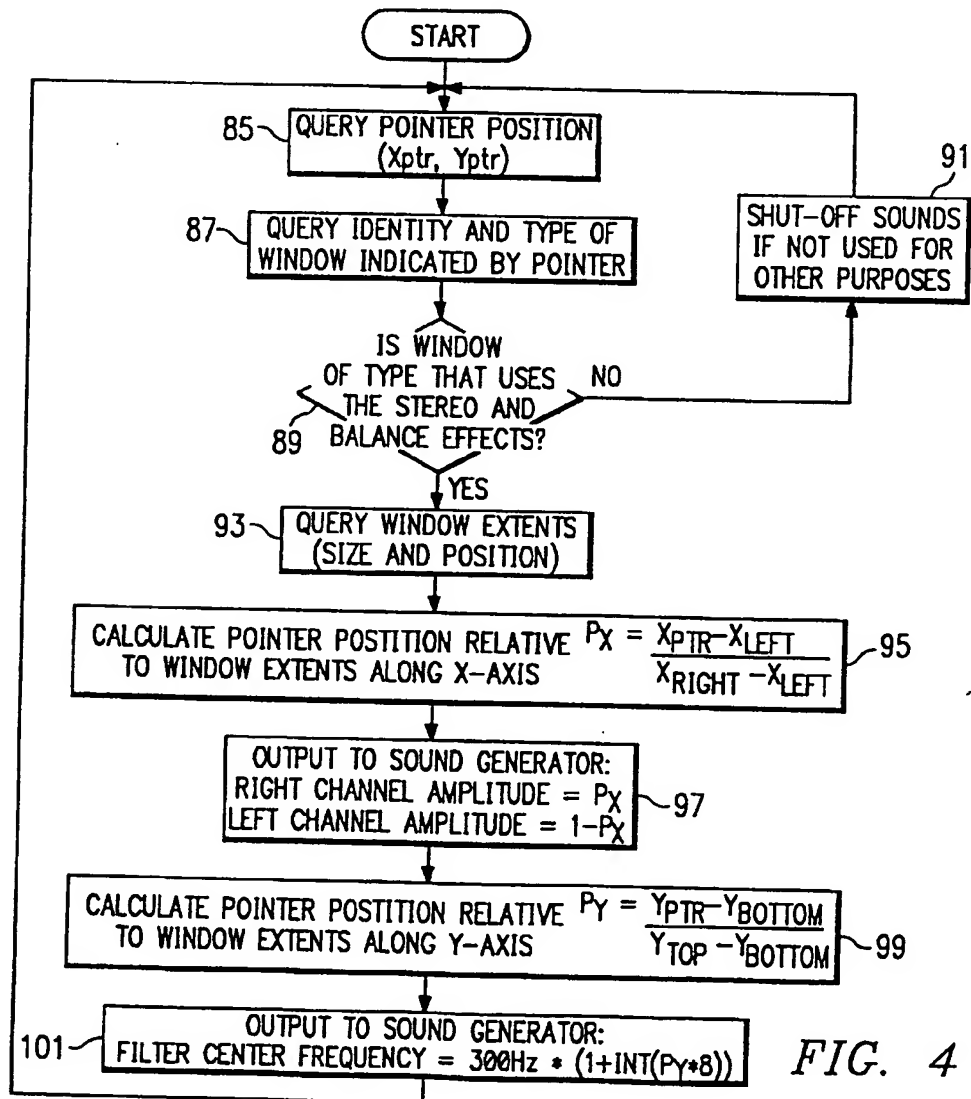 START
85
QUERY POINTER POSITION
(Xptr, Yptr)
87
QUERY IDENTITY AND TYPE OF
WINDOW INDICATED BY POINTER
91
SHUT-OFF SOUNDS
IF NOT USED FOR
OTHER PURPOSES
IS WINDOW
OF TYPE THAT USES
THE STEREO AND
BALANCE EFFECTS?
89
NO
YES
93
QUERY WINDOW EXTENTS
(SIZE AND POSITION)
CALCULATE POINTER POSTITION RELATIVE
TO WINDOW EXTENTS ALONG X-AXIS
PX = XPTR-XLEFT
XRIGHT -XLEFT
95
OUTPUT TO SOUND GENERATOR:
RIGHT CHANNEL AMPLITUDE = PX
LEFT CHANNEL AMPLITUDE = 1-PX
97
CALCULATE POINTER POSTITION RELATIVE
TO WINDOW EXTENTS ALONG Y-AXIS
PY = YPTR-YBOTTOM
YTOP -YBOTTOM
99
101
OUTPUT TO SOUND GENERATOR:
FILTER CENTER FREQUENCY = 300Hz * (1+INT(PY*8))
FIG. 4